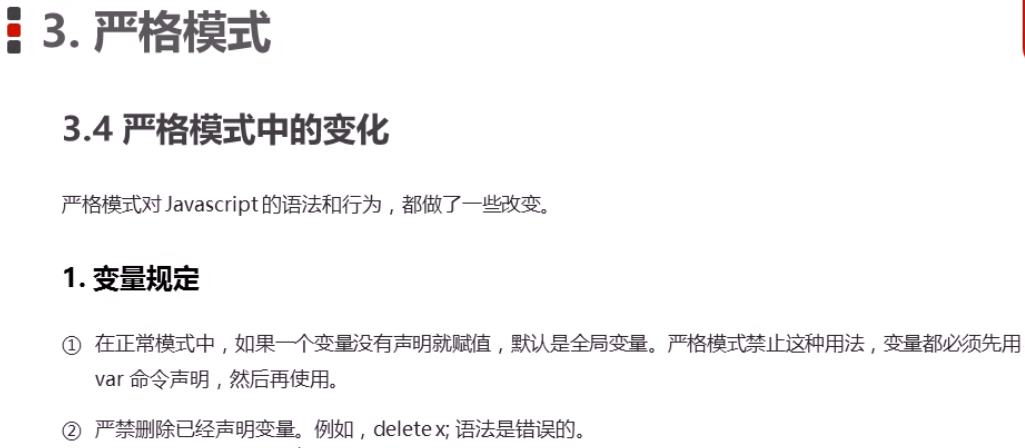 3. 严格模式
3.4 严格模式中的变化
严格模式对 Javascript 的语法和行为，都做了一些改变。
1. 变量规定
① 在正常模式中，如果一个变量没有声明就赋值，默认是全局变量。严格模式禁止这种用法，变量都必须先用
var 命令声明，然后再使用。
② 严禁删除已经声明变量。例如，delete x; 语法是错误的。